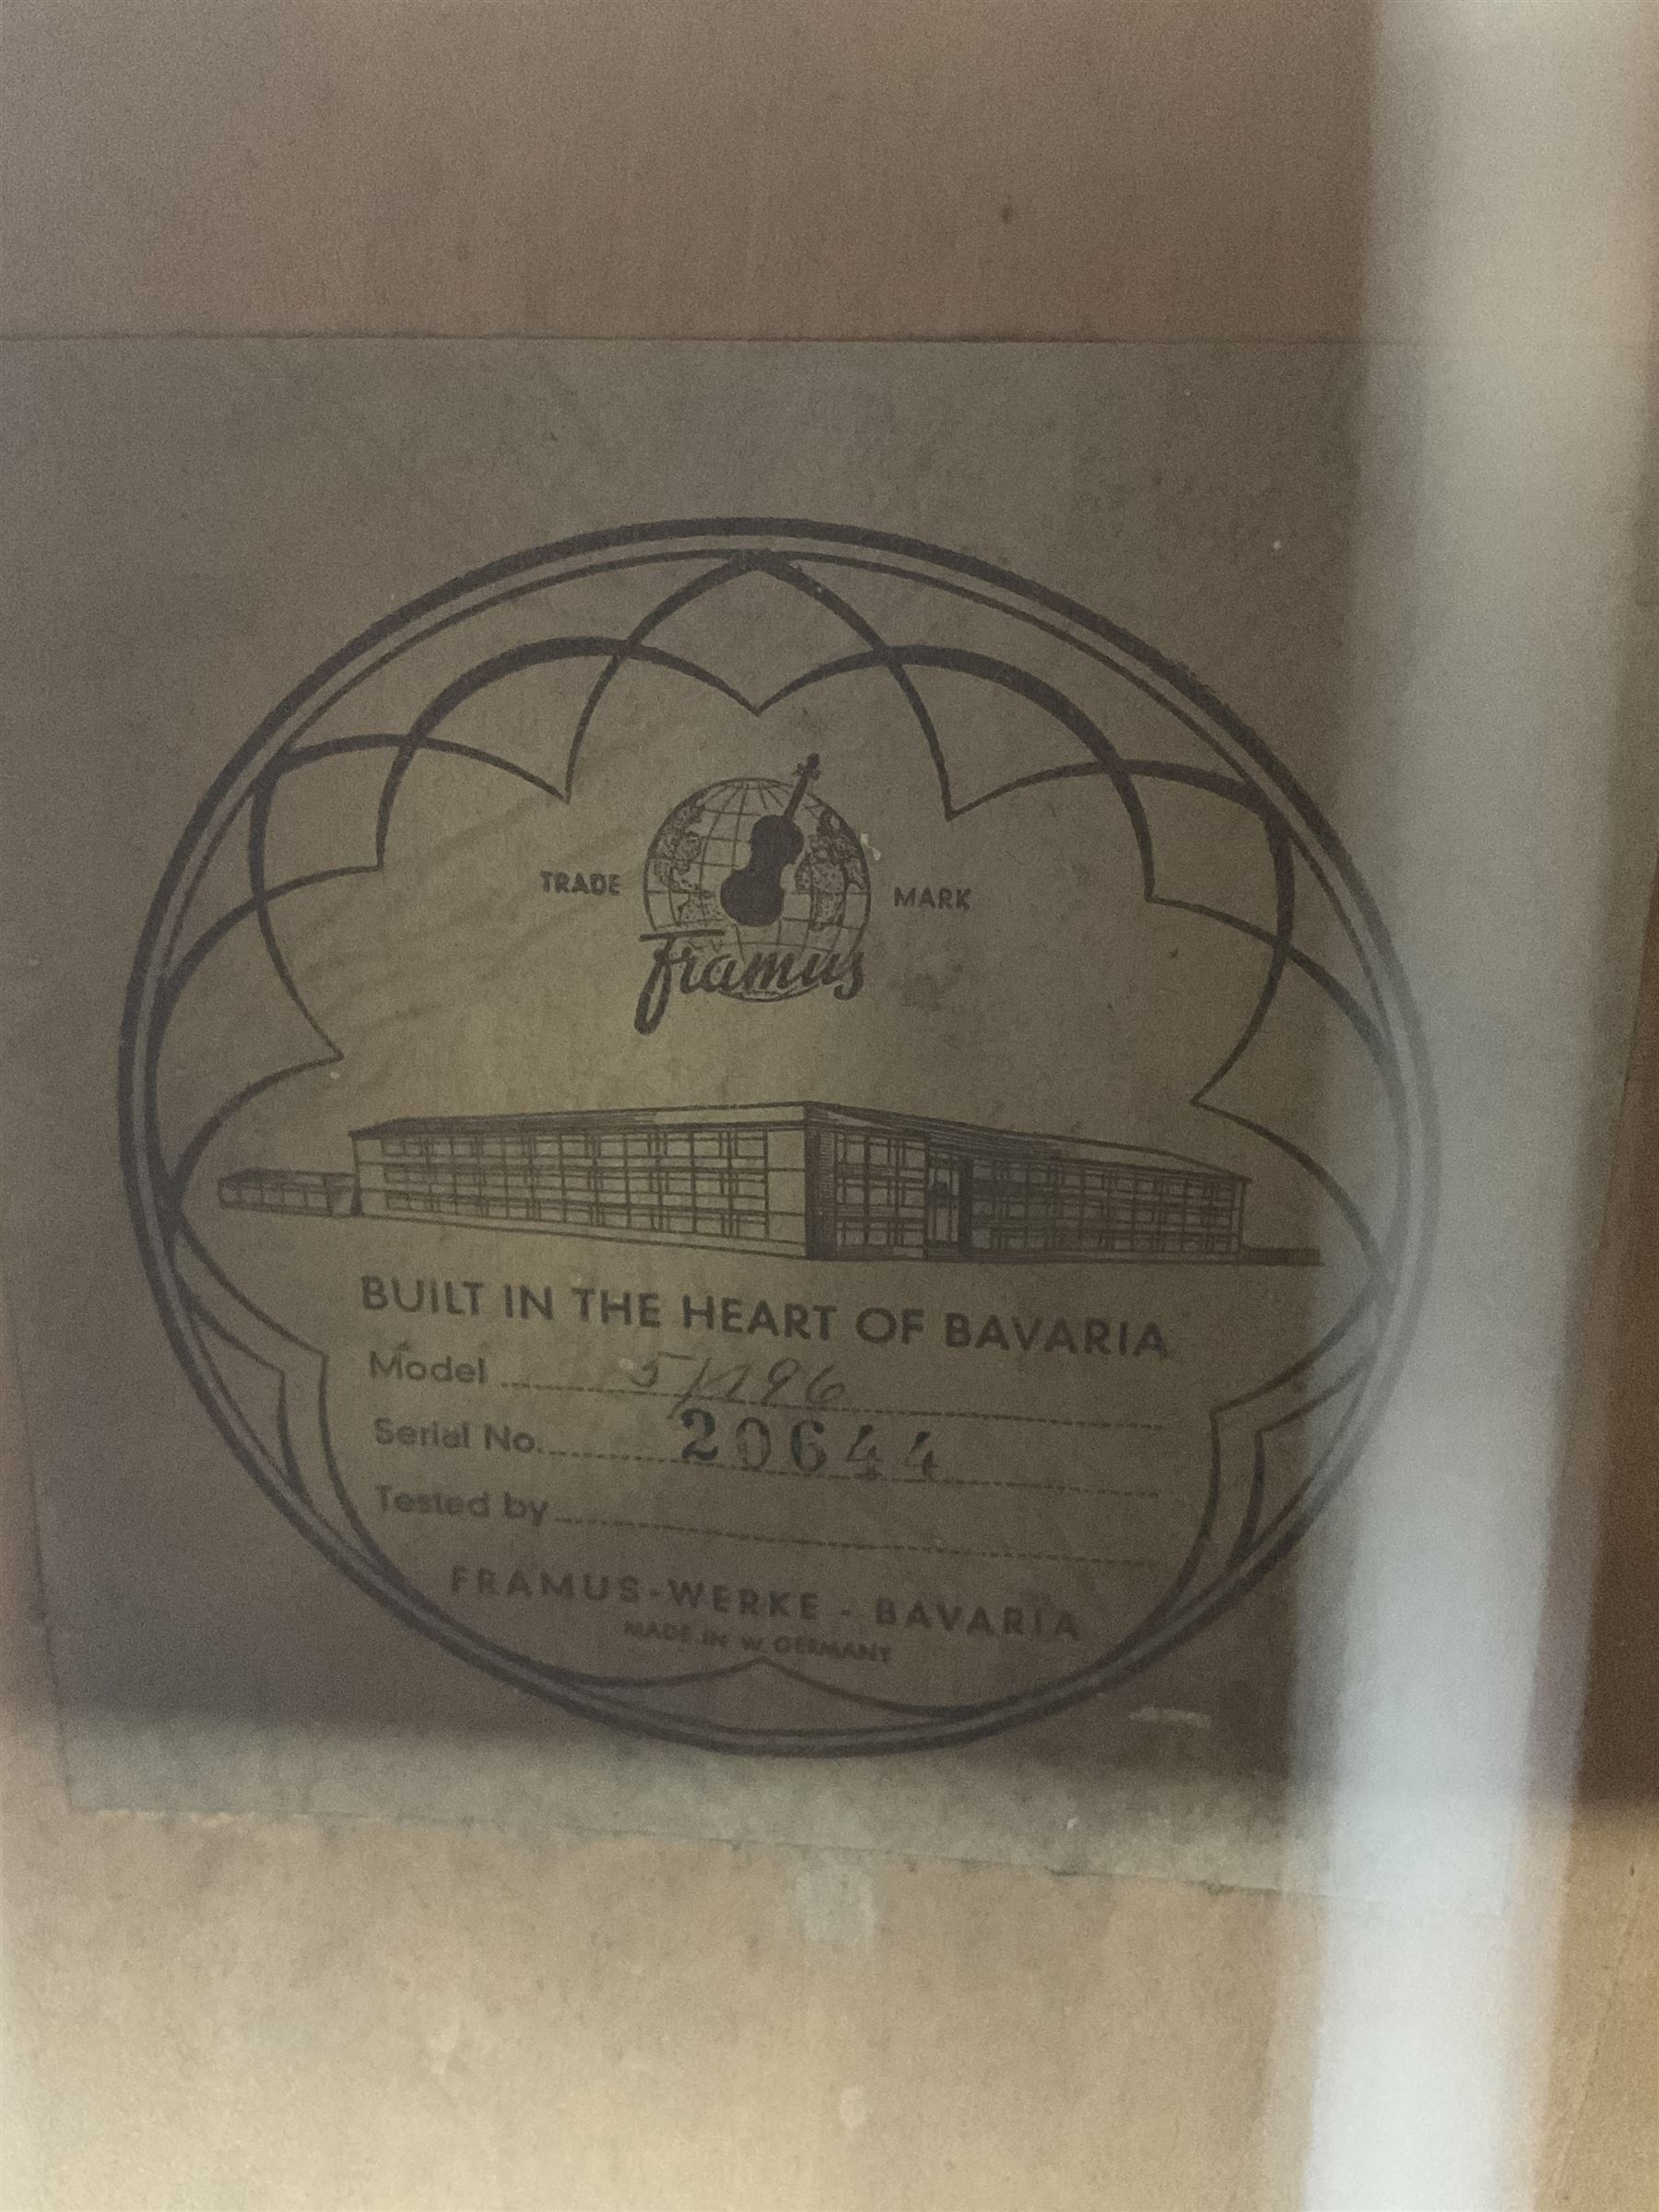 TRADE MARK
Framus
BUILT IN THE HEART OF BAVARIA
Model 5/196
Serial No. 20644
Tested by
FRAMUS-WERKE - BAVARIA
MADE IN W. GERMANY